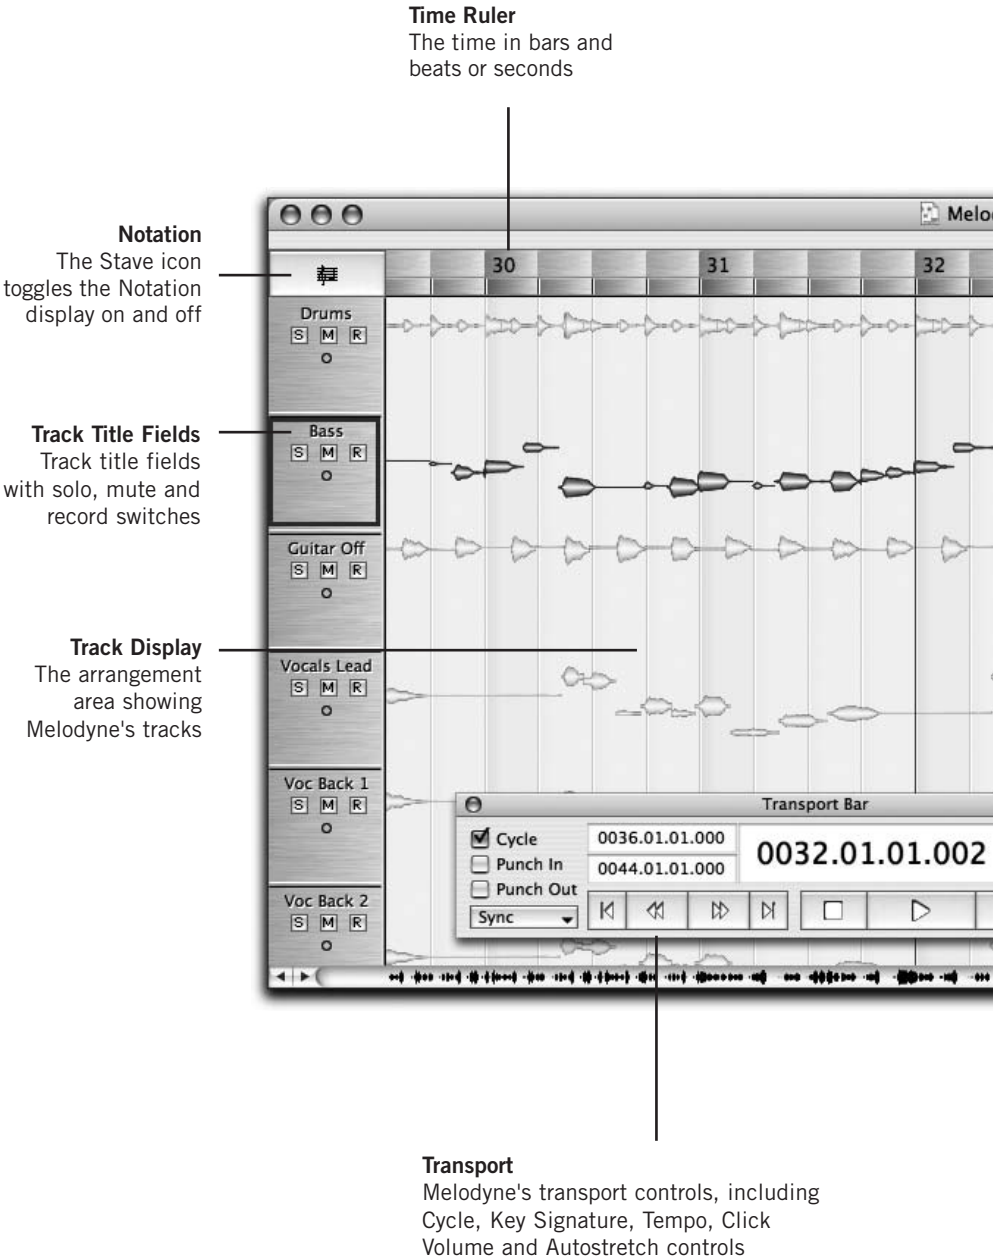 Time Ruler
The time in bars and
beats or seconds
Notation
The Stave icon
toggles the Notation
display on and off
Track Title Fields
Track title fields
with solo, mute and
record switches
Track Display
The arrangement
area showing
Melodyne's tracks
Melo
30 31 32
Drums
S M R
Bass
S M R
Guitar Off
S M R
Vocals Lead
S M R
Voc Back 1
S M R
Voc Back 2
S M R
Transport Bar
Cycle
Punch In
Punch Out
Sync
0036.01.01.000
0044.01.01.000
0032.01.01.002
Transport
Melodyne's transport controls, including
Cycle, Key Signature, Tempo, Click
Volume and Autostretch controls